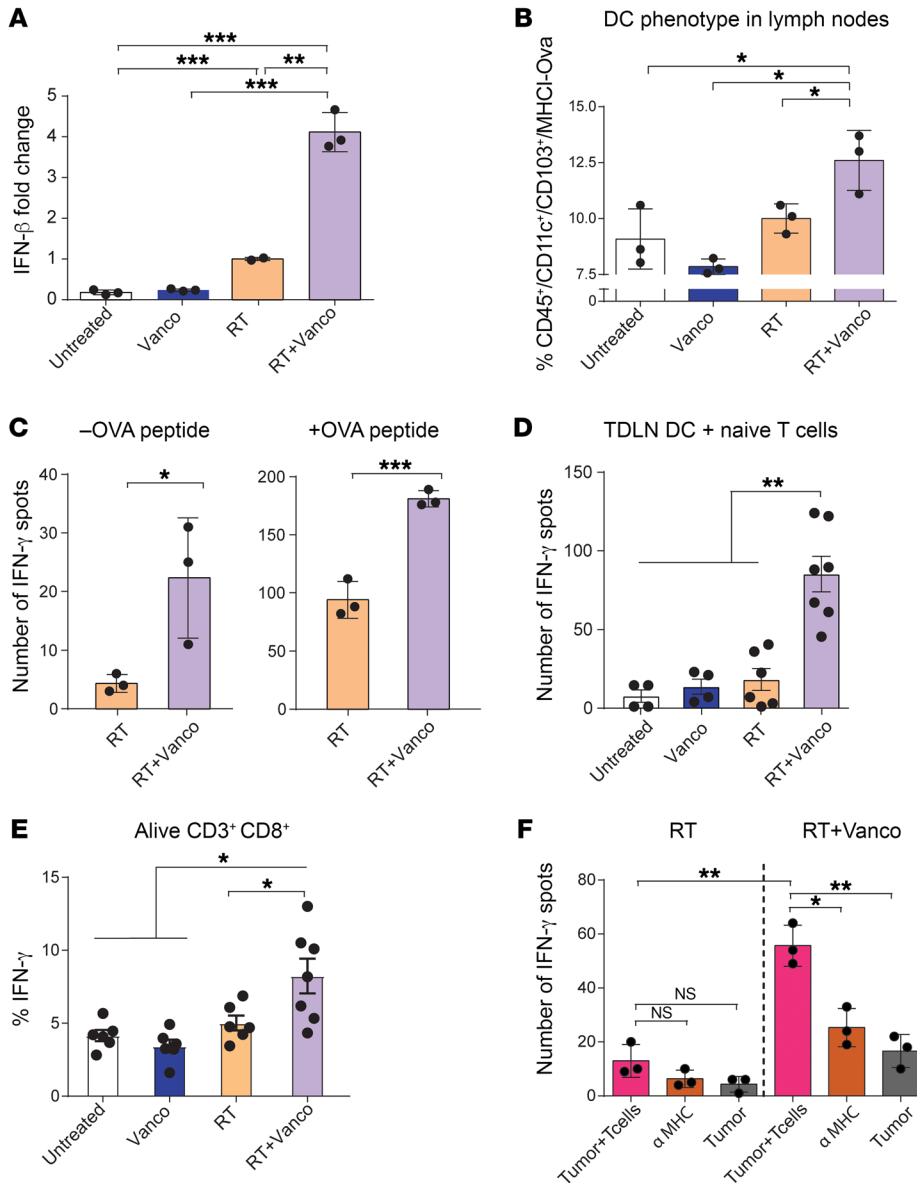 A
***
*** **
***
IFN-β fold change
5
4
3
2
1
0
Untreated
Vanco
RT
RT+Vanco
B
DC phenotype in lymph nodes
*
*
*
% CD45⁺/CD11c⁺/CD103⁺/MHCI-Ova
15.0
12.5
10.0
7.5
0
Untreated
Vanco
RT
RT+Vanco
C
–OVA peptide
*
Number of IFN-γ spots
40
30
20
10
0
RT
RT+Vanco
+OVA peptide
***
200
150
100
50
0
RT
RT+Vanco
D
TDLN DC + naive T cells
**
Number of IFN-γ spots
150
100
50
0
Untreated
Vanco
RT
RT+Vanco
E
Alive CD3⁺ CD8⁺
*
*
% IFN-γ
15
10
5
0
Untreated
Vanco
RT
RT+Vanco
F
RT RT+Vanco
** **
*
NS
NS
Number of IFN-γ spots
80
60
40
20
0
Tumor+Tcells
α MHC
Tumor
Tumor+Tcells
α MHC
Tumor